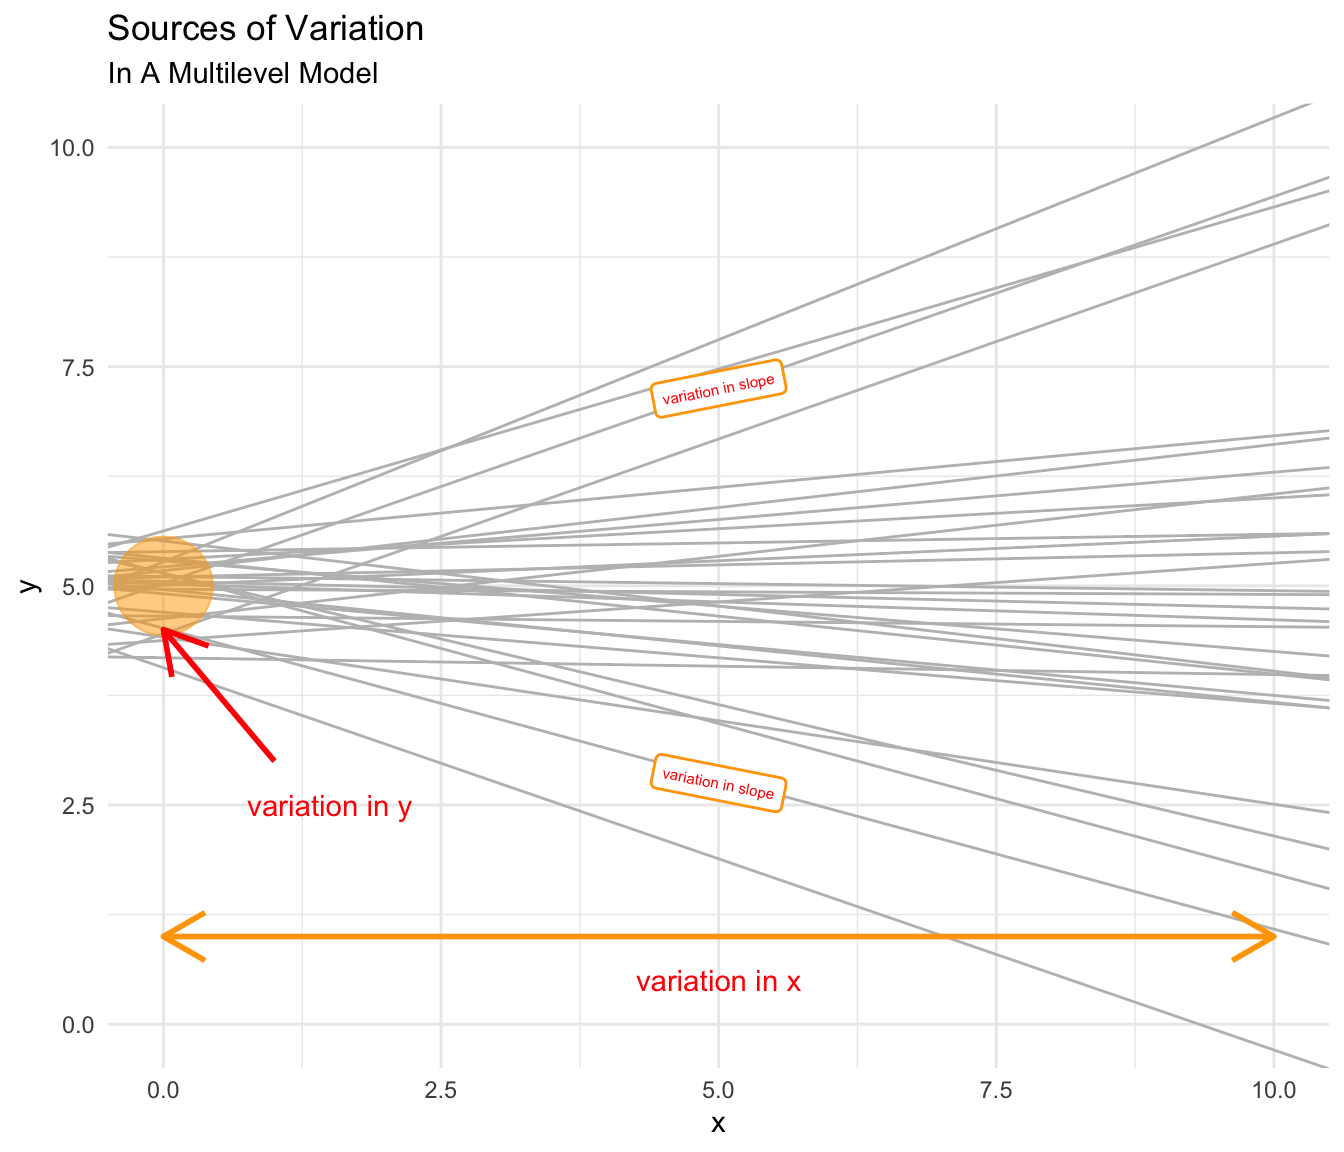 Sources of Variation
In A Multilevel Model
10.0
7.5
5.0
2.5
0.0
y
variation in slope
variation in slope
variation in y
variation in x
0.0 2.5 5.0 7.5 10.0
x